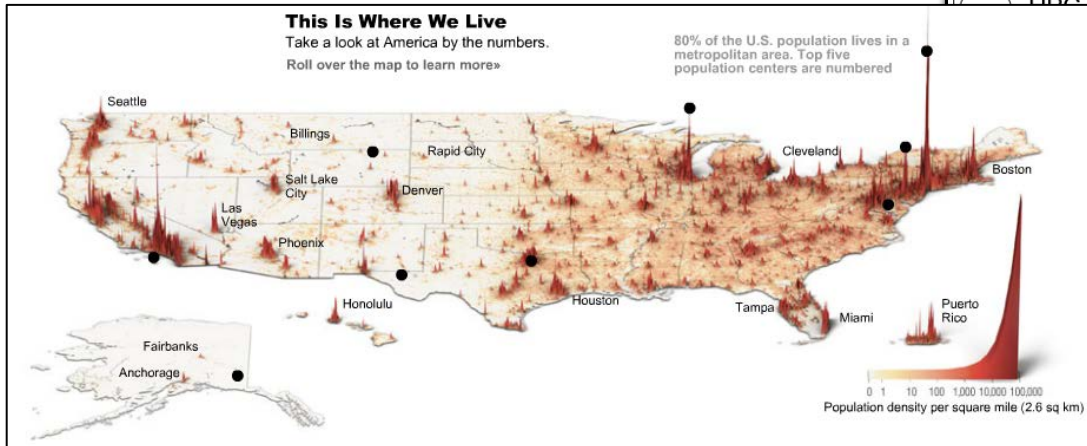 This Is Where We Live
Take a look at America by the numbers.
Roll over the map to learn more»
80% of the U.S. population lives in a
metropolitan area. Top five
population centers are numbered
Seattle
Billings
Rapid City
Cleveland
Boston
Salt Lake
City
Denver
Las
Vegas
Phoenix
Honolulu
Houston
Tampa
Miami
Puerto
Rico
Fairbanks
Anchorage
0 1 100 1,000 10,000 100,000
Population density per square mile (2.6 sq km)